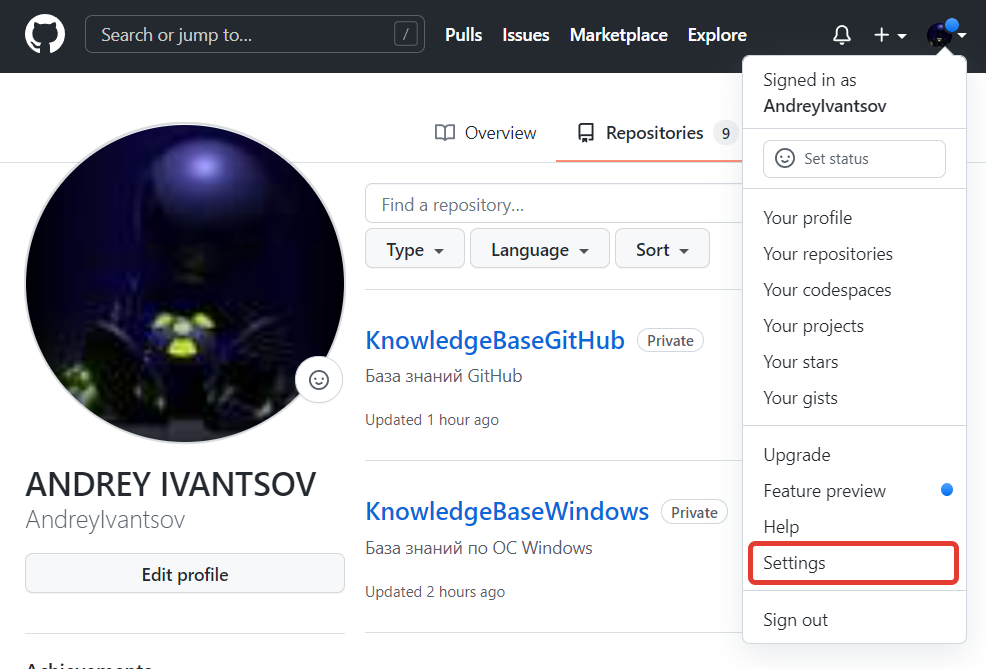 Search or jump to... /
Pulls Issues Marketplace Explore
Signed in as
AndreyIvantsov
Overview Repositories 9
Set status
Find a repository...
Type Language Sort
Your profile
Your repositories
Your codespaces
Your projects
Your stars
Your gists
KnowledgeBaseGitHub Private
База знаний GitHub
Updated 1 hour ago
Upgrade
Feature preview
Help
Settings
Sign out
ANDREY IVANTSOV
AndreyIvantsov
Edit profile
KnowledgeBaseWindows Private
База знаний по ОС Windows
Updated 2 hours ago
Achievements